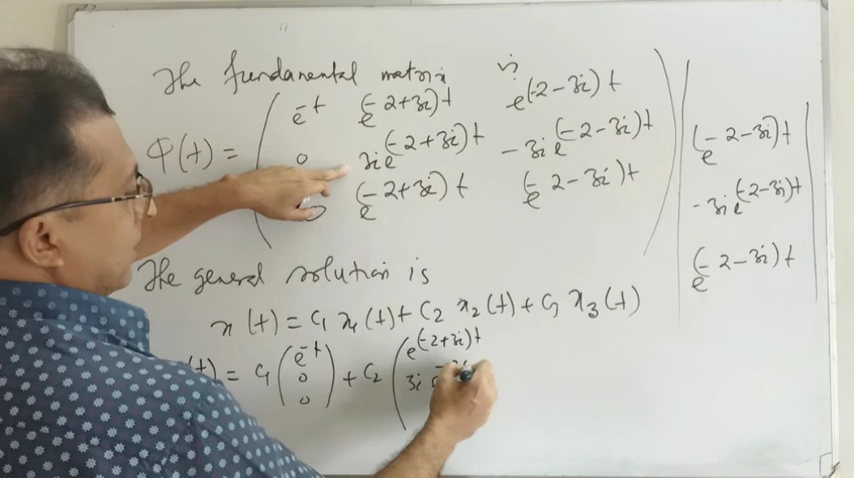 The fundamental matrix is
e^-t e^(-2+3i)t e^(-2-3i)t
Φ(t) = 0 3i e^(-2+3i)t -3i e^(-2-3i)t
0 e^(-2+3i)t e^(-2-3i)t
e^(-2-3i)t
-3i e^(-2-3i)t
e^(-2-3i)t
The general solution is
x(t) = C1 x1(t) + C2 x2(t) + C3 x3(t)
(t) = C1 (e^-t 0 0) + C2 (e^(-2+3i)t
3i